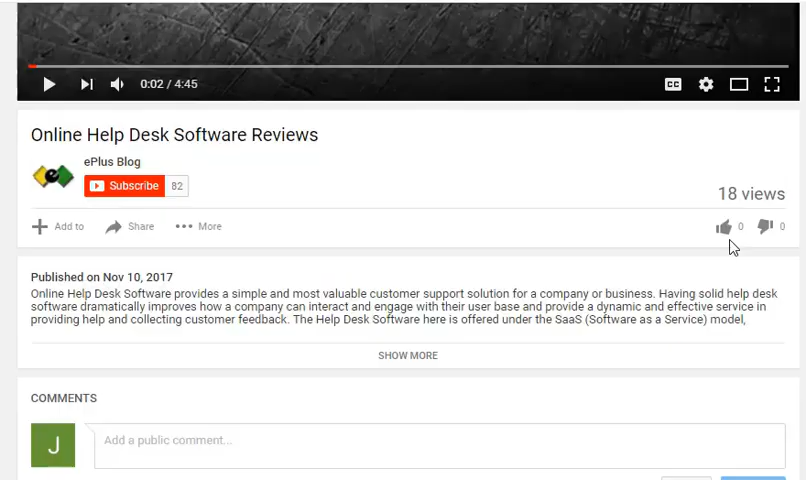 0:02 / 4:45
CC
Online Help Desk Software Reviews
e
ePlus Blog
Subscribe 82
18 views
Add to Share More 0 0
Published on Nov 10, 2017
Online Help Desk Software provides a simple and most valuable customer support solution for a company or business. Having solid help desk
software dramatically improves how a company can interact and engage with their user base and provide a dynamic and effective service in
providing help and collecting customer feedback. The Help Desk Software here is offered under the SaaS (Software as a Service) model,
SHOW MORE
COMMENTS
J
Add a public comment...